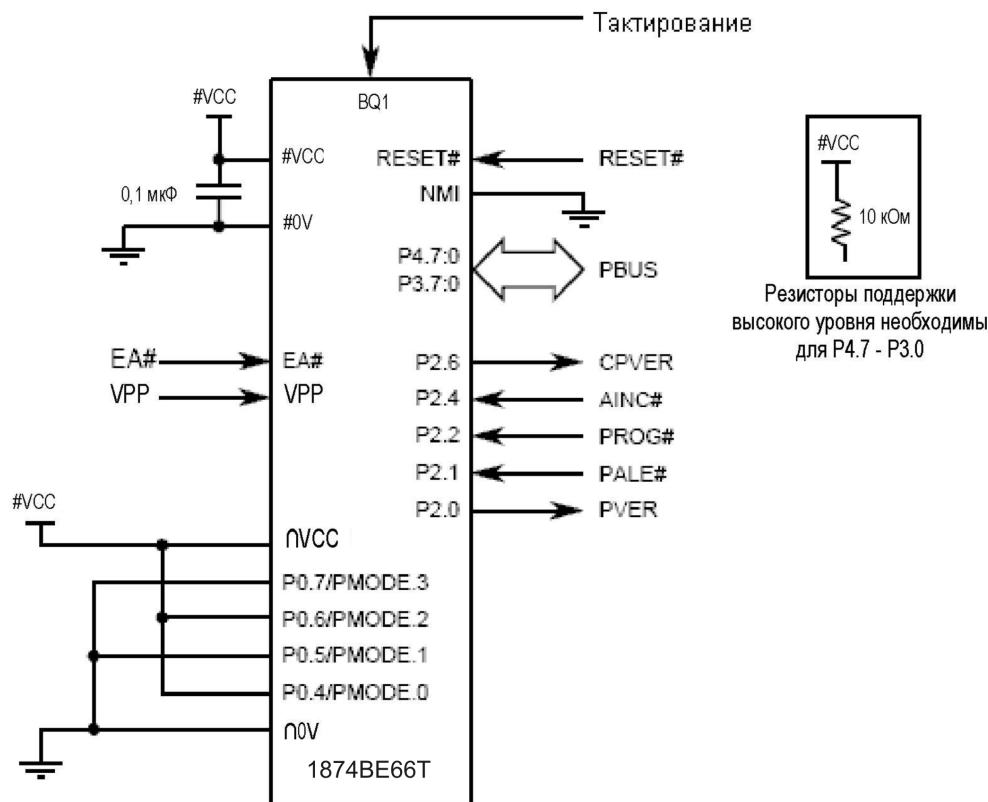 Тактирование
BQ1
#VCC
#VCC
0,1 мкФ
#0V
RESET#
RESET#
NMI
P4.7:0
P3.7:0
PBUS
#VCC
10 кОм
Резисторы поддержки
высокого уровня необходимы
для P4.7 - P3.0
EA#
EA#
VPP
VPP
P2.6
CPVER
P2.4
AINC#
P2.2
PROG#
P2.1
PALE#
P2.0
PVER
#VCC
∩VCC
P0.7/PMODE.3
P0.6/PMODE.2
P0.5/PMODE.1
P0.4/PMODE.0
∩0V
1874BE66T